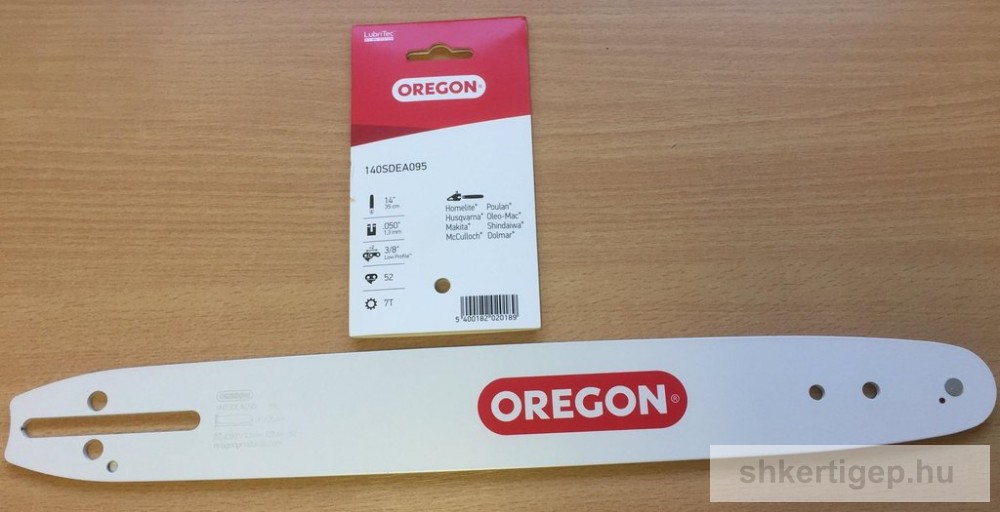 LubriTec
OREGON
140SDEA095
14"
35 cm
.050"
1,3 mm
3/8"
Low Profile™
52
7T
Homelite® Poulan®
Husqvarna® Oleo-Mac®
Makita® Shindaiwa®
McCulloch® Dolmar®
5 400182 020189
OREGON®
shkertigep.hu